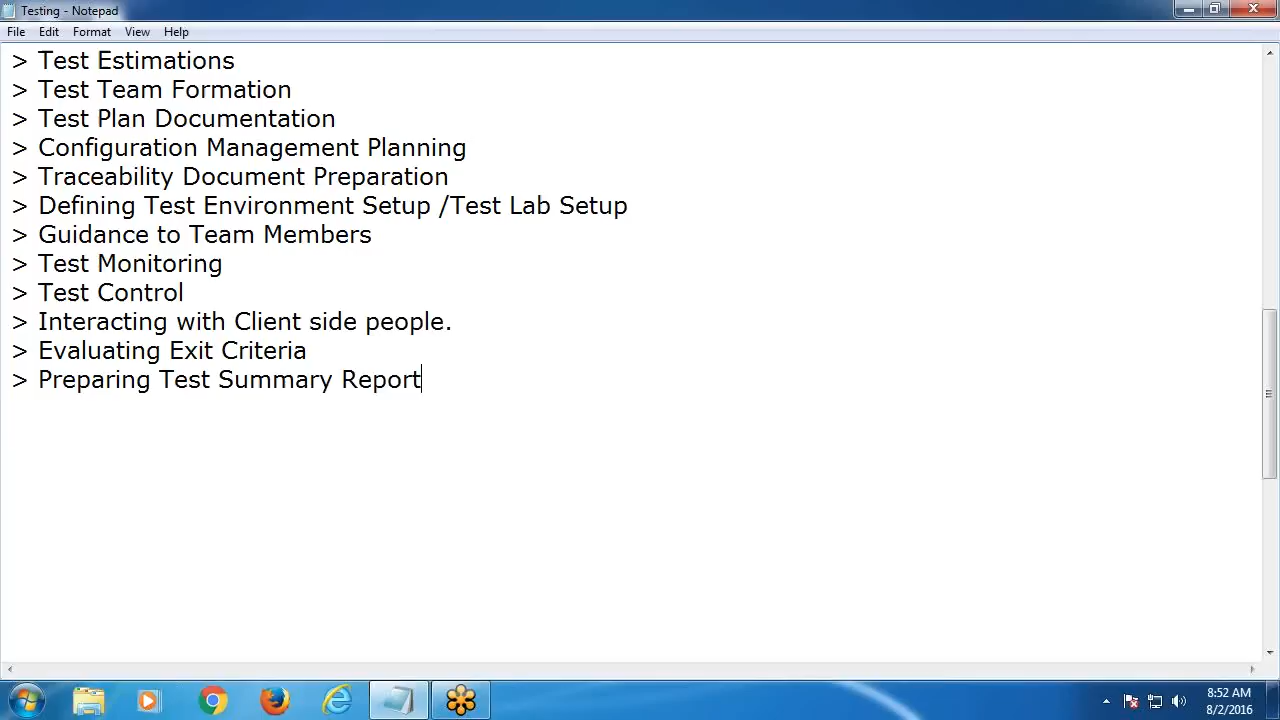 Testing - Notepad
File Edit Format View Help
> Test Estimations
> Test Team Formation
> Test Plan Documentation
> Configuration Management Planning
> Traceability Document Preparation
> Defining Test Environment Setup /Test Lab Setup
> Guidance to Team Members
> Test Monitoring
> Test Control
> Interacting with Client side people.
> Evaluating Exit Criteria
> Preparing Test Summary Report
8:52 AM
8/2/2016